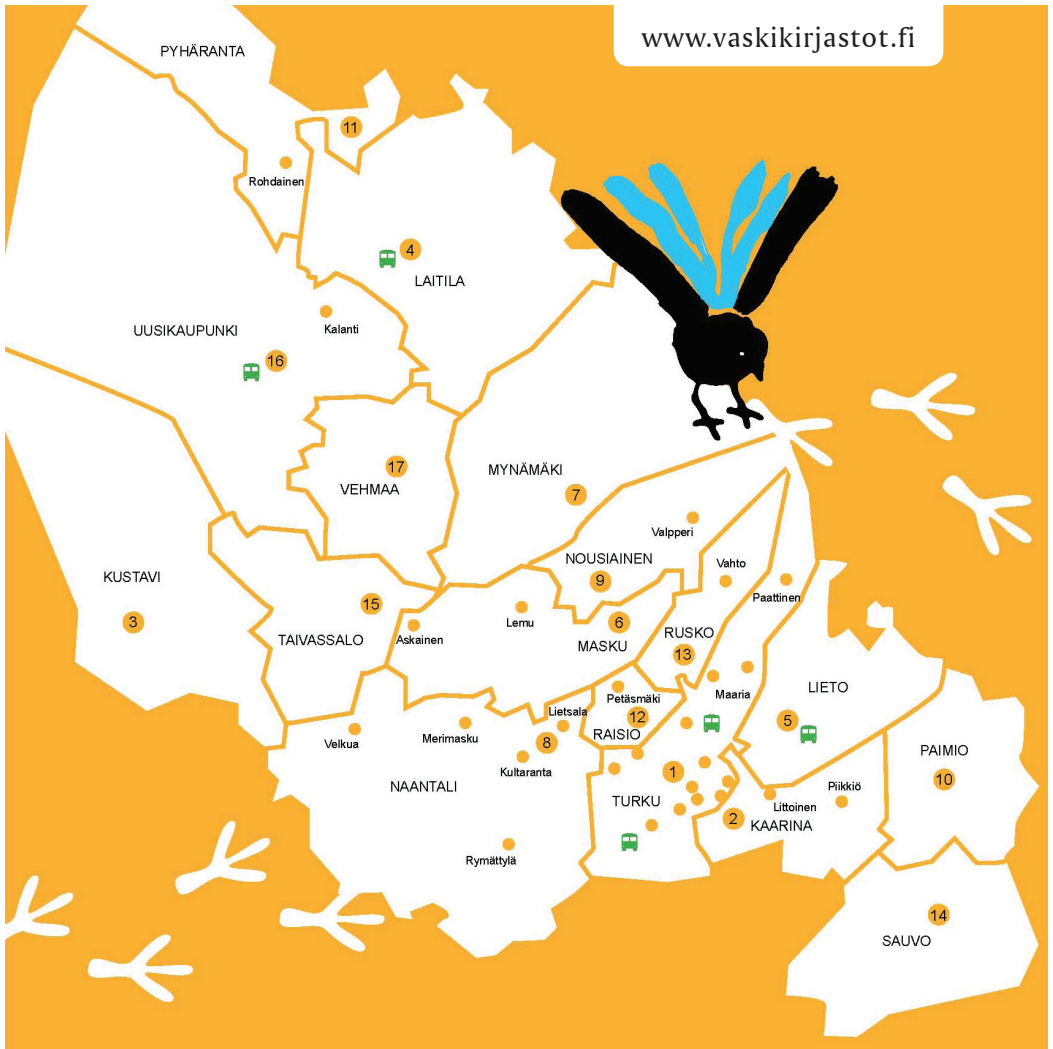 www.vaskikirjastot.fi
PYHÄRANTA
11
Rohdainen
4
LAITILA
Kalanti
UUSIKAUPUNKI
16
17
VEHMAA
MYNÄMÄKI
7
Valpperi
NOUSIAINEN
9
Vahto
Paattinen
KUSTAVI
3
15
TAIVASSALO
Askainen
Lemu
6
MASKU
RUSKO
13
Maaria
LIETO
5
Petäsmäki
12
RAISIO
Lietsala
8
Velkua
Merimasku
Kultaranta
NAANTALI
Rymättylä
1
TURKU
2
KAARINA
Littoinen
Piikkiö
PAIMIO
10
14
SAUVO